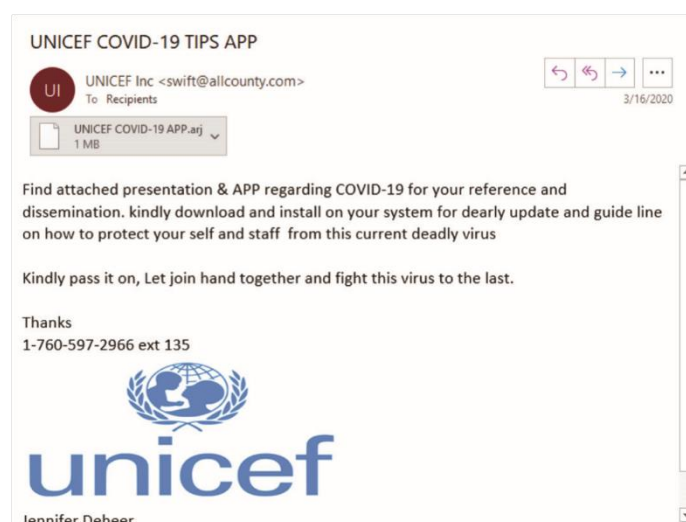 UNICEF COVID-19 TIPS APP
UI
UNICEF Inc <swift@allcounty.com>
To Recipients
3/16/2020
UNICEF COVID-19 APP.arj
1 MB
Find attached presentation & APP regarding COVID-19 for your reference and
dissemination. kindly download and install on your system for dearly update and guide line
on how to protect your self and staff from this current deadly virus
Kindly pass it on, Let join hand together and fight this virus to the last.
Thanks
1-760-597-2966 ext 135
unicef
Jennifer Deheer